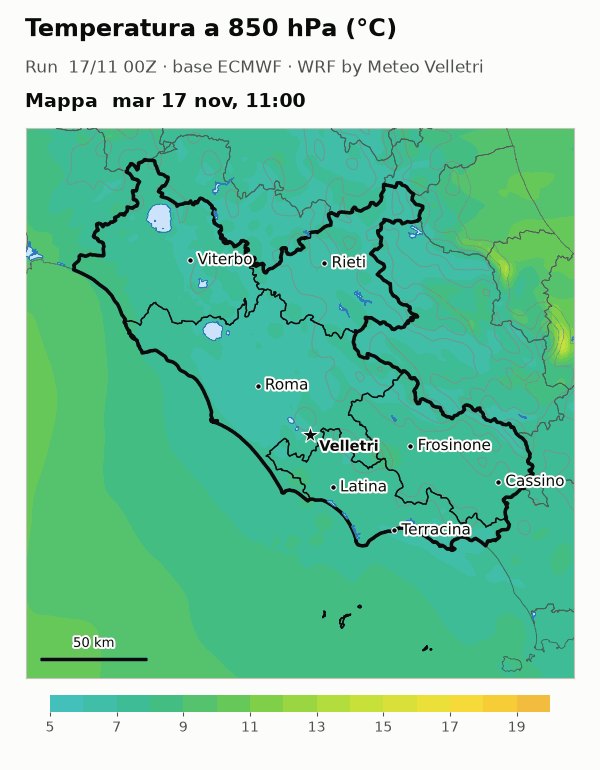 Temperatura a 850 hPa (°C)
Run 17/11 00Z · base ECMWF · WRF by Meteo Velletri
Mappa mar 17 nov, 11:00
Viterbo
Rieti
Roma
Velletri
Frosinone
Latina
Cassino
Terracina
50 km
5 7 9 11 13 15 17 19